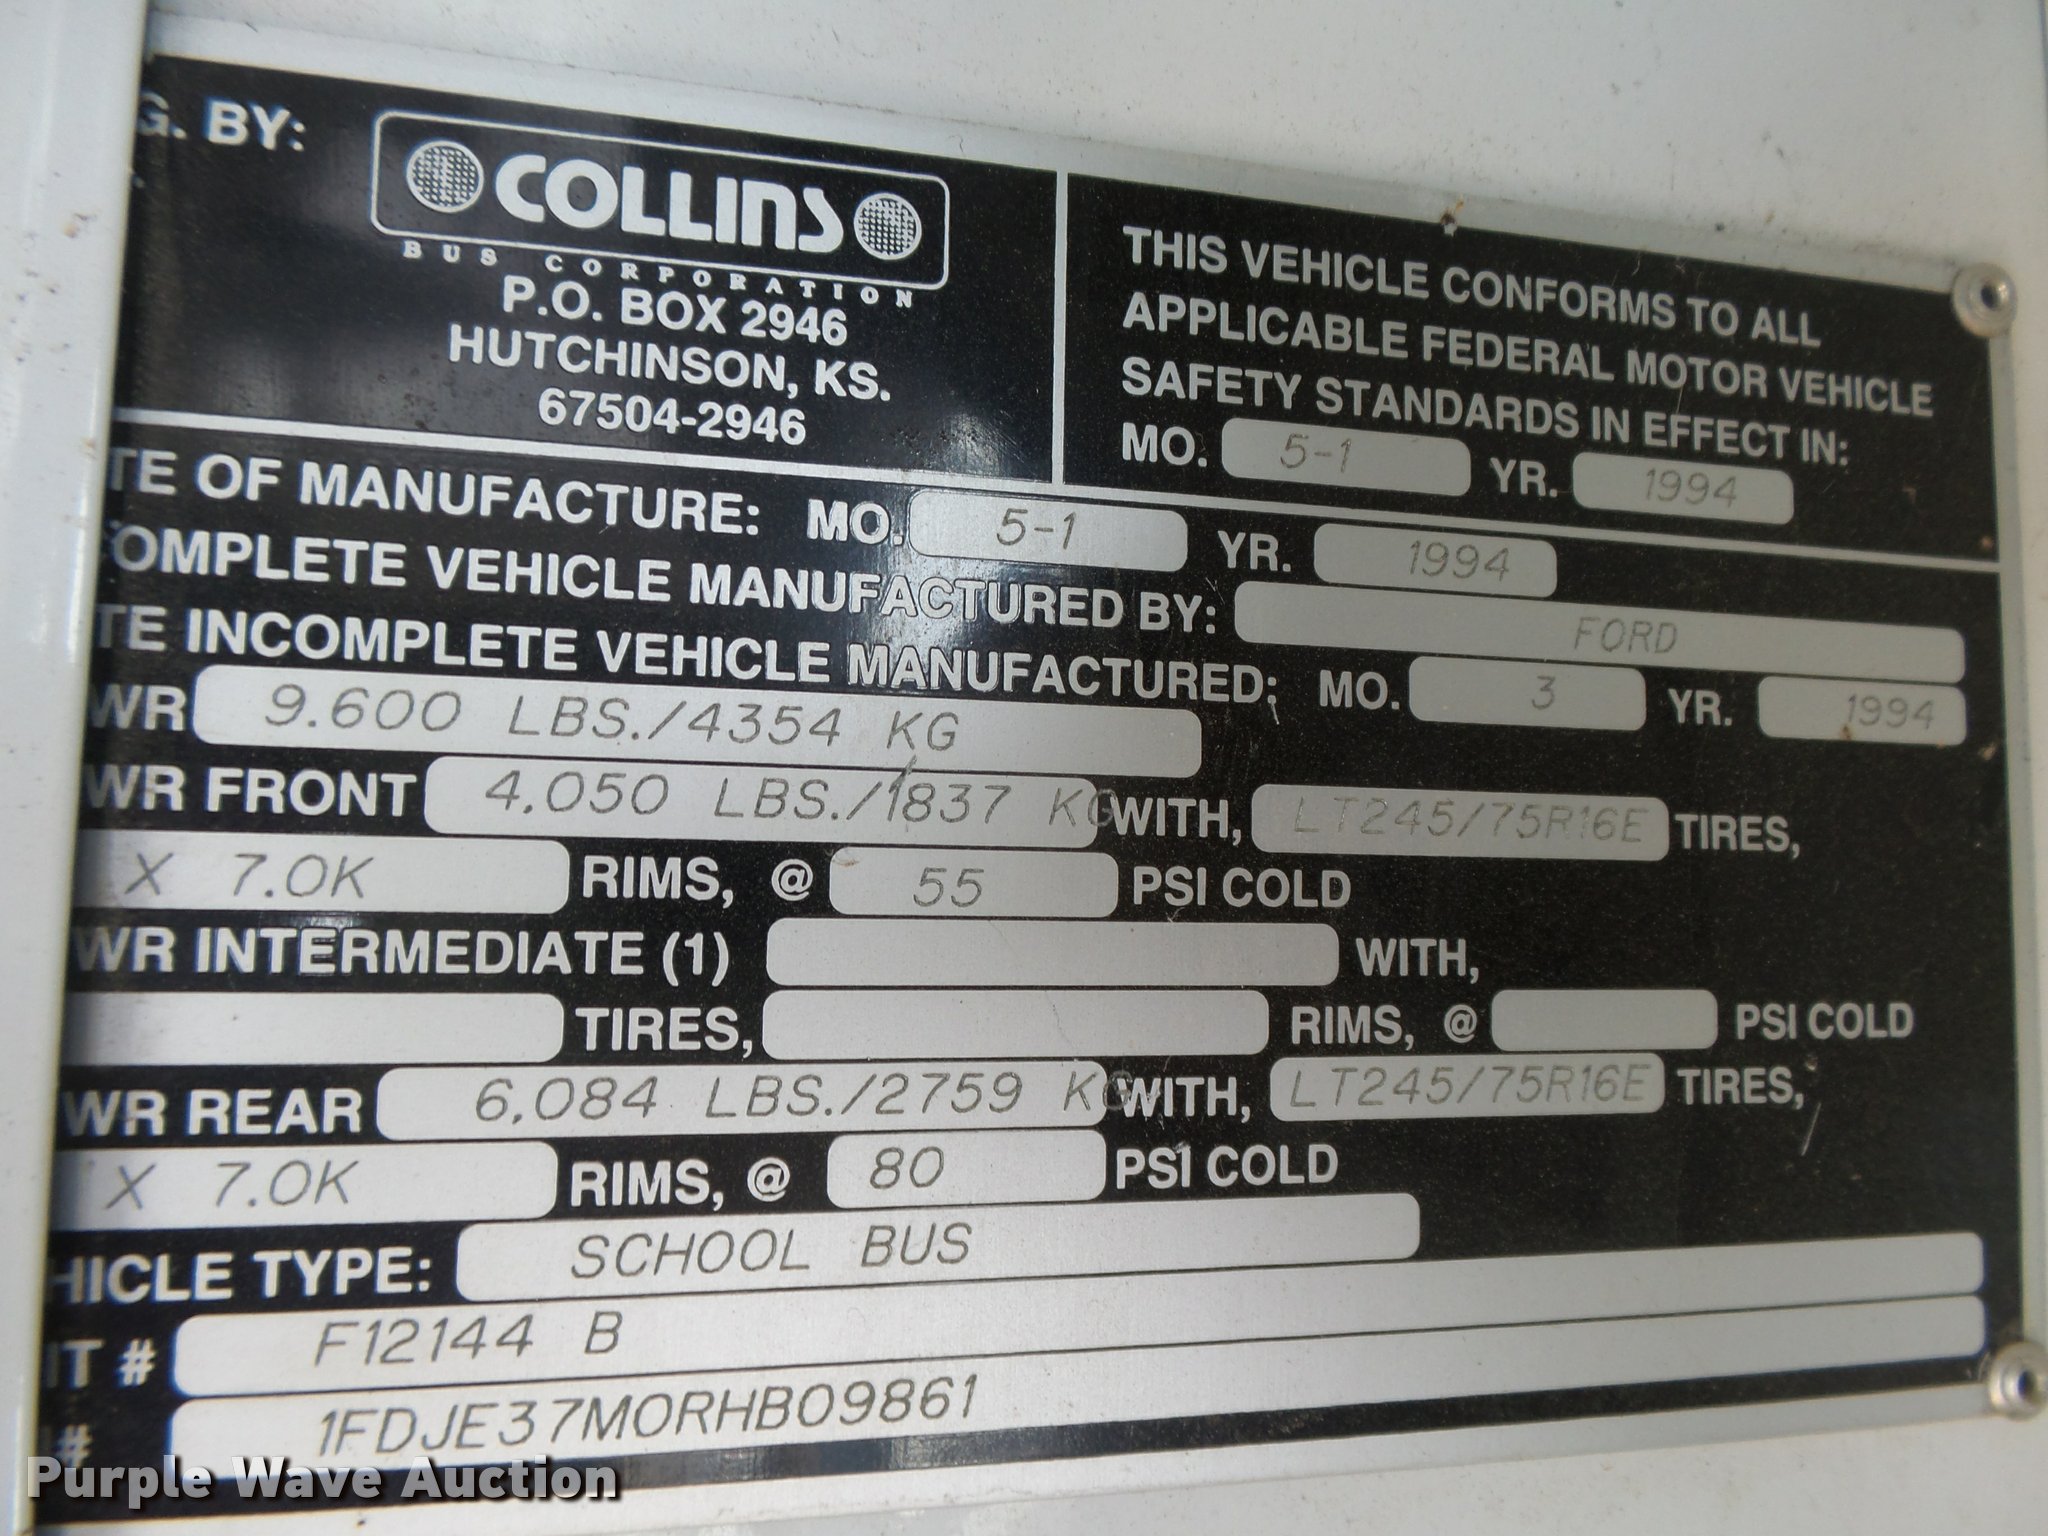 G. BY:
COLLINS
BUS CORPORATION
P.O. BOX 2946
HUTCHINSON, KS.
67504-2946
THIS VEHICLE CONFORMS TO ALL
APPLICABLE FEDERAL MOTOR VEHICLE
SAFETY STANDARDS IN EFFECT IN:
MO. 5-1 YR. 1994
TE OF MANUFACTURE: MO. 5-1 YR. 1994
OMPLETE VEHICLE MANUFACTURED BY: FORD
TE INCOMPLETE VEHICLE MANUFACTURED: MO. 3 YR. 1994
WR 9.600 LBS./4354 KG
WR FRONT 4,050 LBS./1837 KG WITH, LT245/75R16E TIRES,
X 7.0K RIMS, @ 55 PSI COLD
WR INTERMEDIATE (1) WITH,
TIRES, RIMS, @ PSI COLD
WR REAR 6,084 LBS./2759 KG WITH, LT245/75R16E TIRES,
X 7.0K RIMS, @ 80 PSI COLD
HICLE TYPE: SCHOOL BUS
IT # F12144 B
# 1FDJE37M0RHB09861
Purple Wave Auction